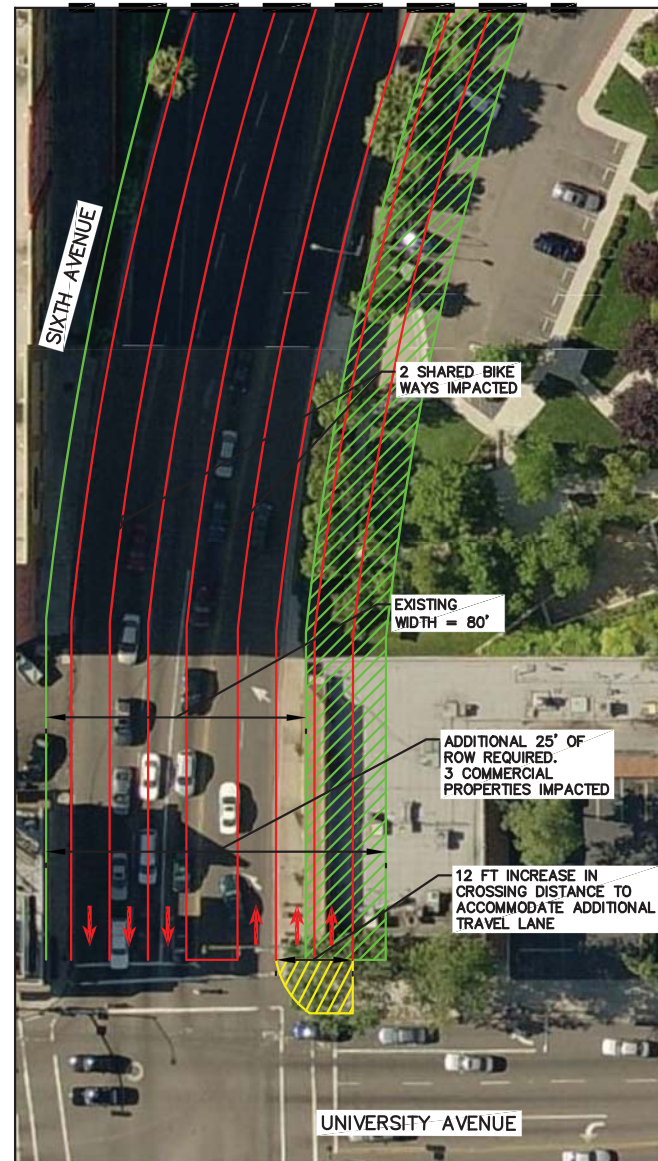 SIXTH AVENUE
2 SHARED BIKE
WAYS IMPACTED
EXISTING
WIDTH = 80'
ADDITIONAL 25' OF
ROW REQUIRED.
3 COMMERCIAL
PROPERTIES IMPACTED
12 FT INCREASE IN
CROSSING DISTANCE TO
ACCOMMODATE ADDITIONAL
TRAVEL LANE
UNIVERSITY AVENUE